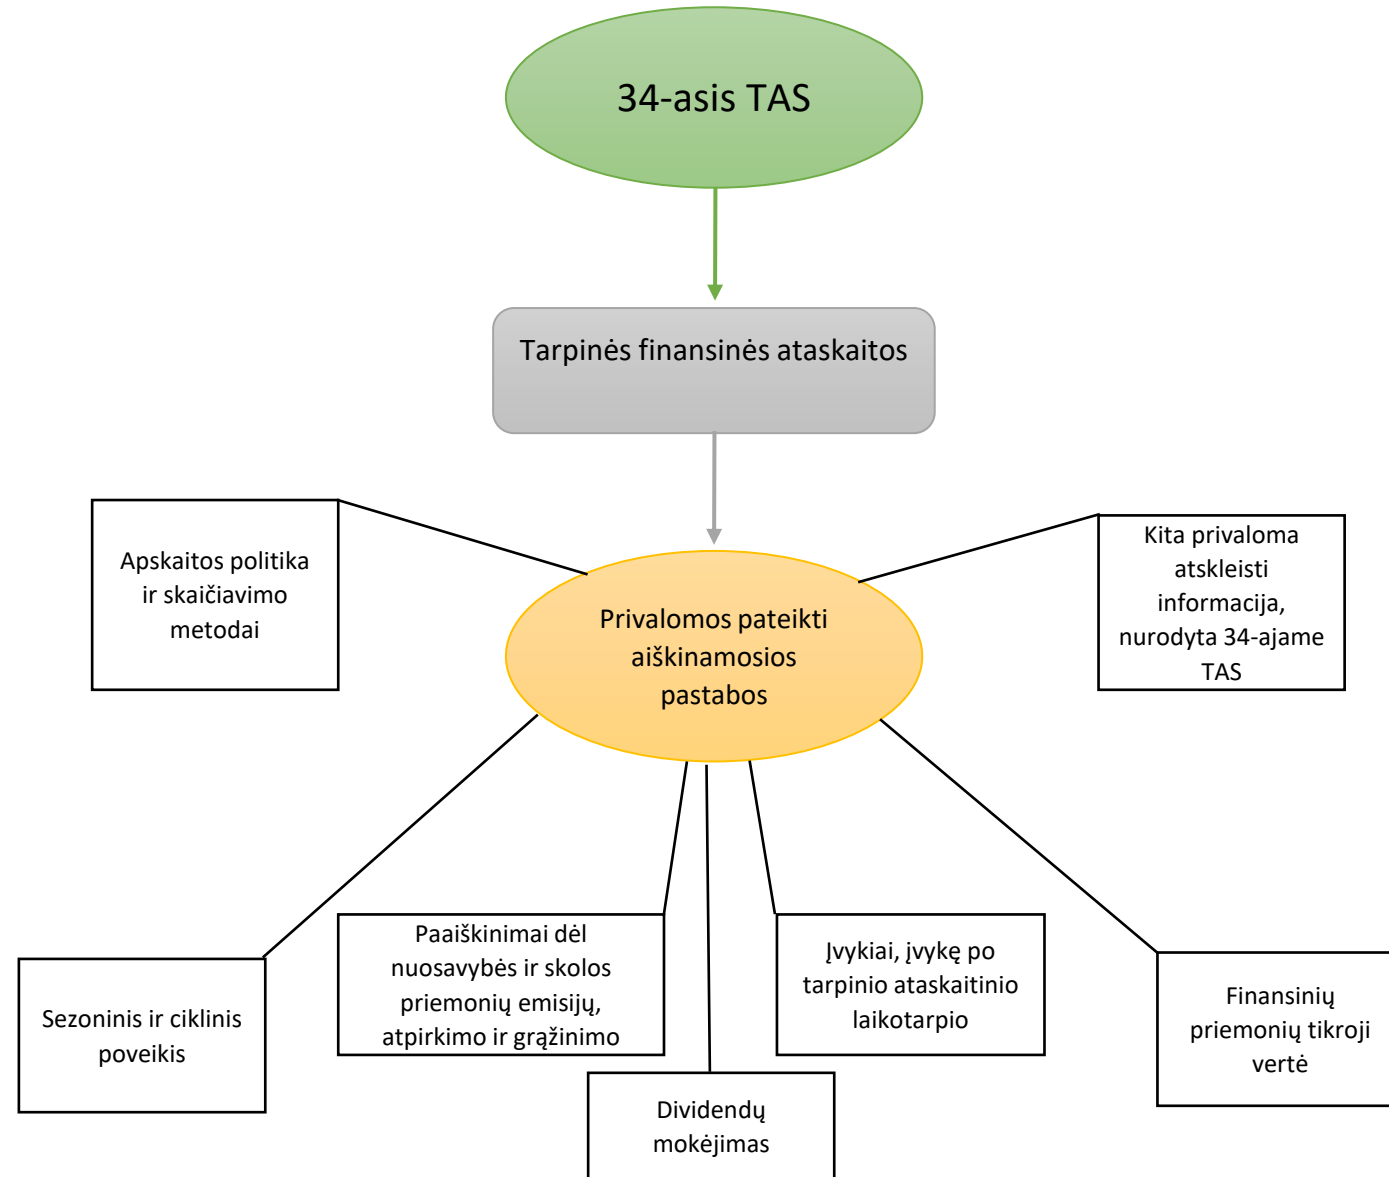 34-asis TAS
Tarpinės finansinės ataskaitos
Apskaitos politika
ir skaičiavimo
metodai
Kita privaloma
atskleisti
informacija,
nurodyta 34-ajame
TAS
Privalomos pateikti
aiškinamosios
pastabos
Sezoninis ir ciklinis
poveikis
Paaiškinimai dėl
nuosavybės ir skolos
priemonių emisijų,
atpirkimo ir grąžinimo
Dividendų
mokėjimas
Įvykiai, įvykę po
tarpinio ataskaitinio
laikotarpio
Finansinių
priemonių tikroji
vertė